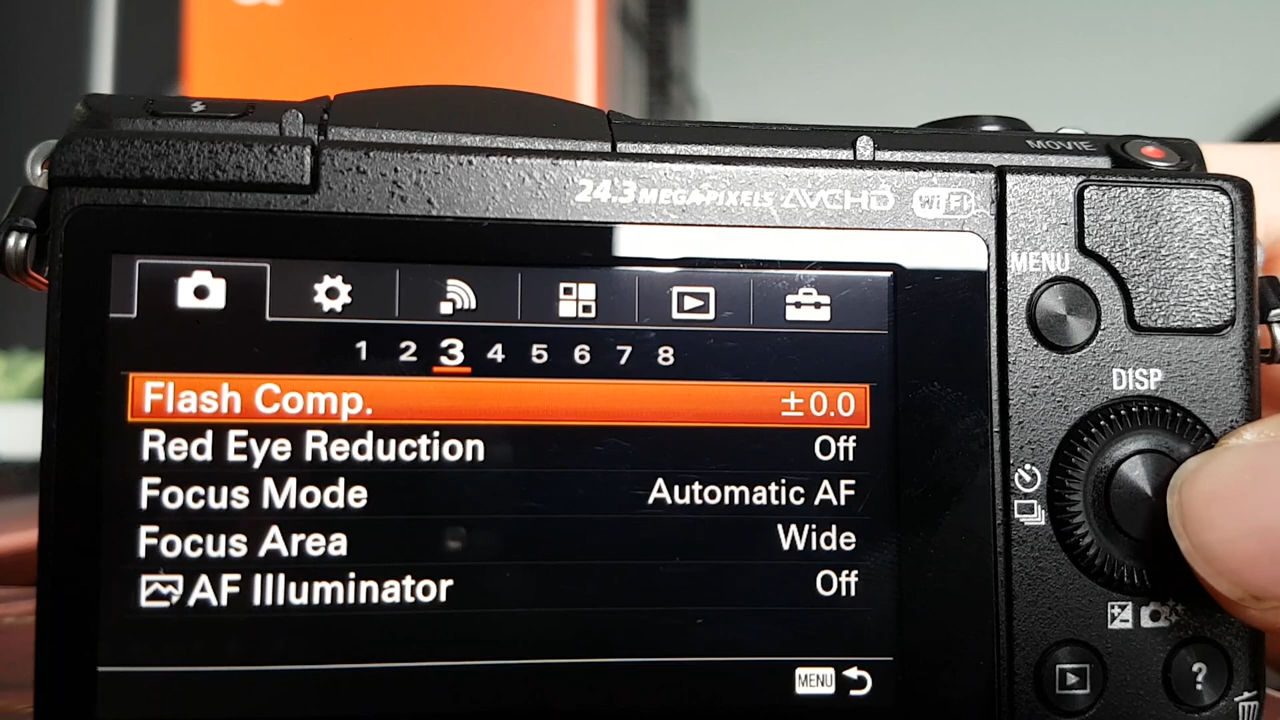 MOVIE
24.3 MEGAPIXELS AVCHD Wi Fi
MENU
1 2 3 4 5 6 7 8
DISP
Flash Comp. ±0.0
Red Eye Reduction Off
Focus Mode Automatic AF
Focus Area Wide
AF Illuminator Off
MENU
?